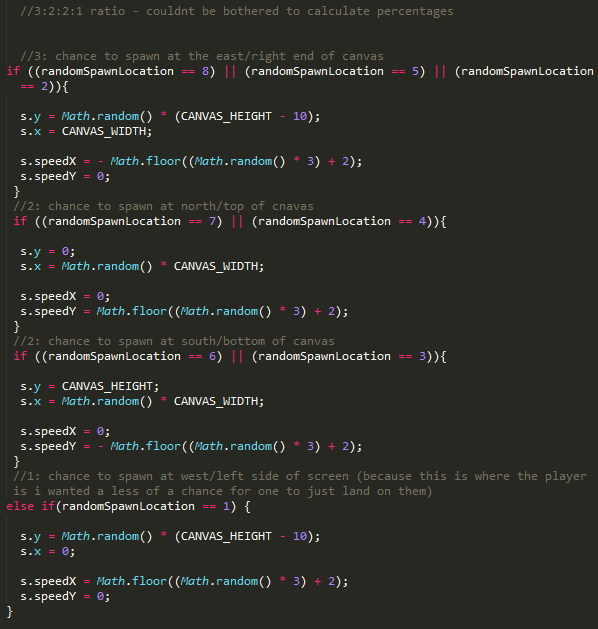 //3:2:2:1 ratio - couldnt be bothered to calculate percentages
//3: chance to spawn at the east/right end of canvas
if ((randomSpawnLocation == 8) || (randomSpawnLocation == 5) || (randomSpawnLocation
== 2)){
s.y = Math.random() * (CANVAS_HEIGHT - 10);
s.x = CANVAS_WIDTH;
s.speedX = - Math.floor((Math.random() * 3) + 2);
s.speedY = 0;
}
//2: chance to spawn at north/top of cnavas
if ((randomSpawnLocation == 7) || (randomSpawnLocation == 4)){
s.y = 0;
s.x = Math.random() * CANVAS_WIDTH;
s.speedX = 0;
s.speedY = Math.floor((Math.random() * 3) + 2);
}
//2: chance to spawn at south/bottom of canvas
if ((randomSpawnLocation == 6) || (randomSpawnLocation == 3)){
s.y = CANVAS_HEIGHT;
s.x = Math.random() * CANVAS_WIDTH;
s.speedX = 0;
s.speedY = - Math.floor((Math.random() * 3) + 2);
}
//1: chance to spawn at west/left side of screen (because this is where the player
is i wanted a less of a chance for one to just land on them)
else if(randomSpawnLocation == 1) {
s.y = Math.random() * (CANVAS_HEIGHT - 10);
s.x = 0;
s.speedX = Math.floor((Math.random() * 3) + 2);
s.speedY = 0;
}